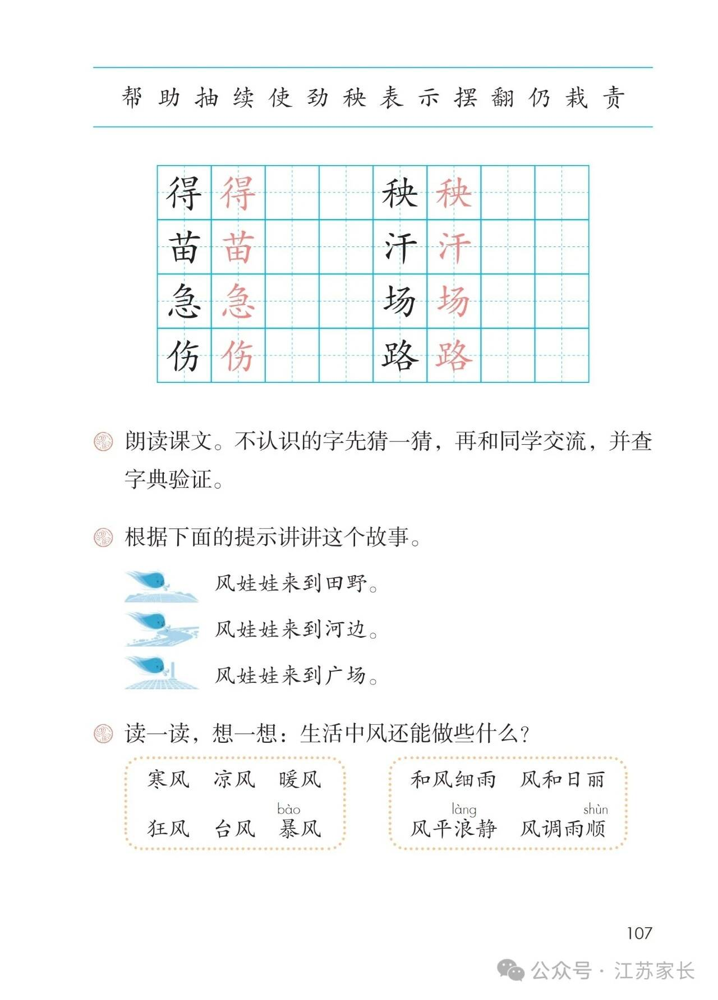 帮 助 抽 续 使 劲 秧 表 示 摆 翻 仍 栽 责
得 得 秧 秧
苗 苗 汗 汗
急 急 场 场
伤 伤 路 路
朗读课文。不认识的字先猜一猜，再和同学交流，并查
字典验证。
根据下面的提示讲讲这个故事。
风娃娃来到田野。
风娃娃来到河边。
风娃娃来到广场。
读一读，想一想：生活中风还能做些什么？
寒风 凉风 暖风
bào
狂风 台风 暴风
和风细雨 风和日丽
làng shùn
风平浪静 风调雨顺
107
公众号·江苏家长